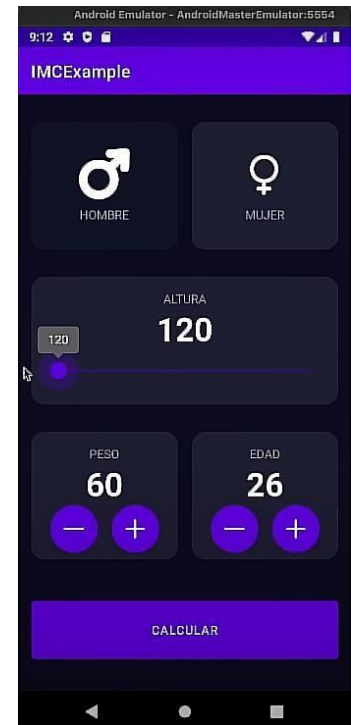 Android Emulator - AndroidMasterEmulator:5554
9:12
IMCExample
HOMBRE
MUJER
ALTURA
120
120
PESO
EDAD
60
26
CALCULAR